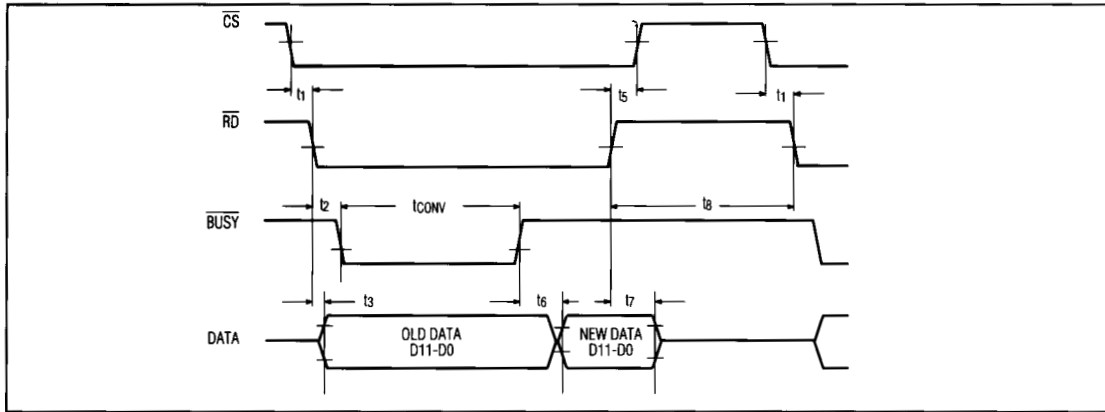 CS
t1 t5 t1
RD
t2 tCONV t8
BUSY
t3 t6 t7
DATA
OLD DATA
D11-D0
NEW DATA
D11-D0